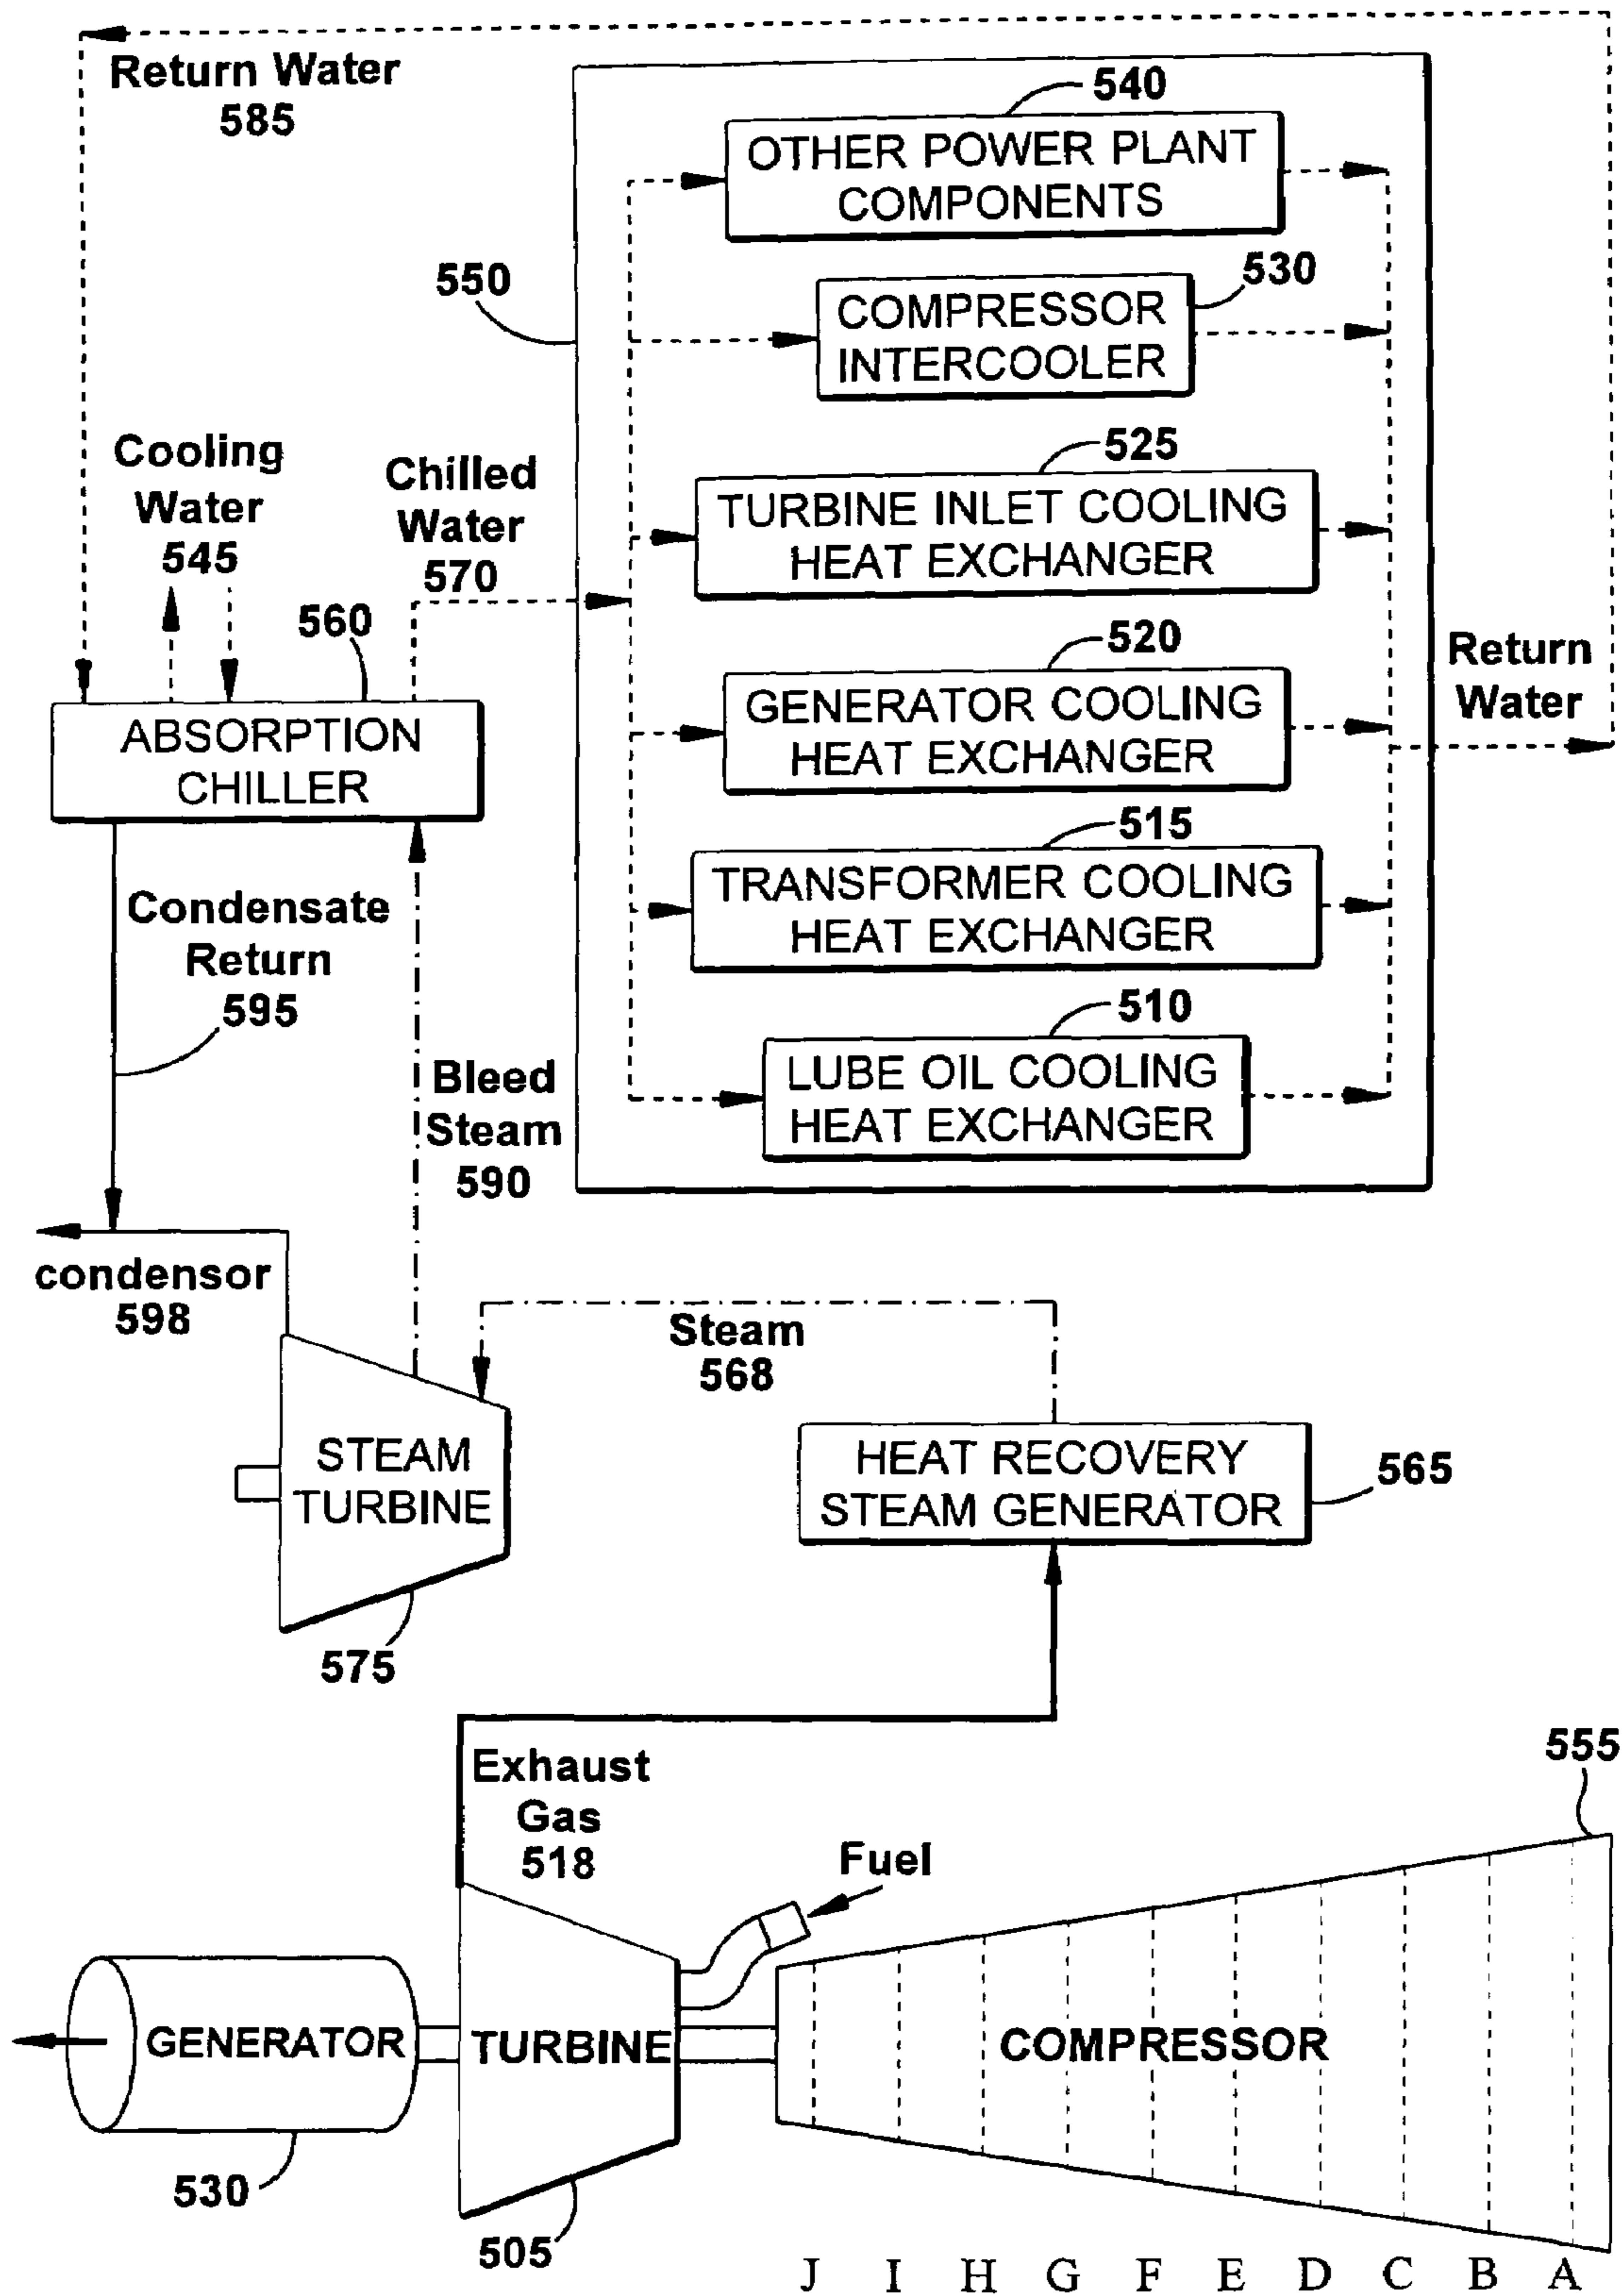 Return Water
585
540
OTHER POWER PLANT
COMPONENTS
550
530
COMPRESSOR
INTERCOOLER
Cooling
Water
545
Chilled
Water
570
525
TURBINE INLET COOLING
HEAT EXCHANGER
560
520
GENERATOR COOLING
HEAT EXCHANGER
Return
Water
ABSORPTION
CHILLER
515
TRANSFORMER COOLING
HEAT EXCHANGER
Condensate
Return
595
510
LUBE OIL COOLING
HEAT EXCHANGER
Bleed
Steam
590
condensor
598
Steam
568
STEAM
TURBINE
575
HEAT RECOVERY
STEAM GENERATOR
565
Exhaust
Gas
518
Fuel
555
GENERATOR
TURBINE
COMPRESSOR
530
505
J I H G F E D C B A